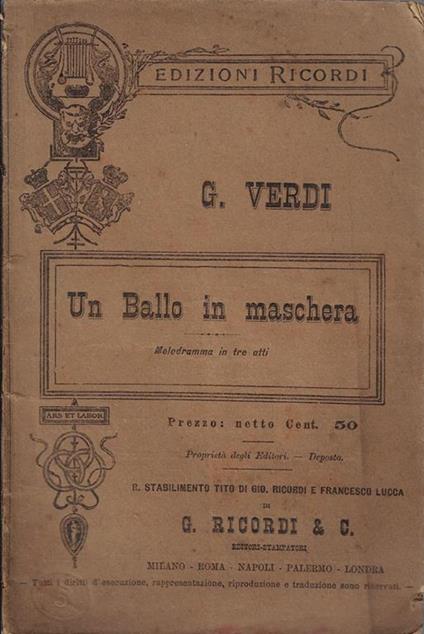 EDIZIONI RICORDI
G. VERDI
Un Ballo in maschera
Melodramma in tre atti
ARS ET LABOR
Prezzo: netto Cent. 50
Proprietà degli Editori. — Deposto.
R. STABILIMENTO TITO DI GIO. RICORDI E FRANCESCO LUCCA
DI
G. RICORDI & C.
EDITORI-STAMPATORI
MILANO - ROMA - NAPOLI - PALERMO - LONDRA
— Tutti i diritti d'esecuzione, rappresentazione, riproduzione e traduzione sono riservati. —